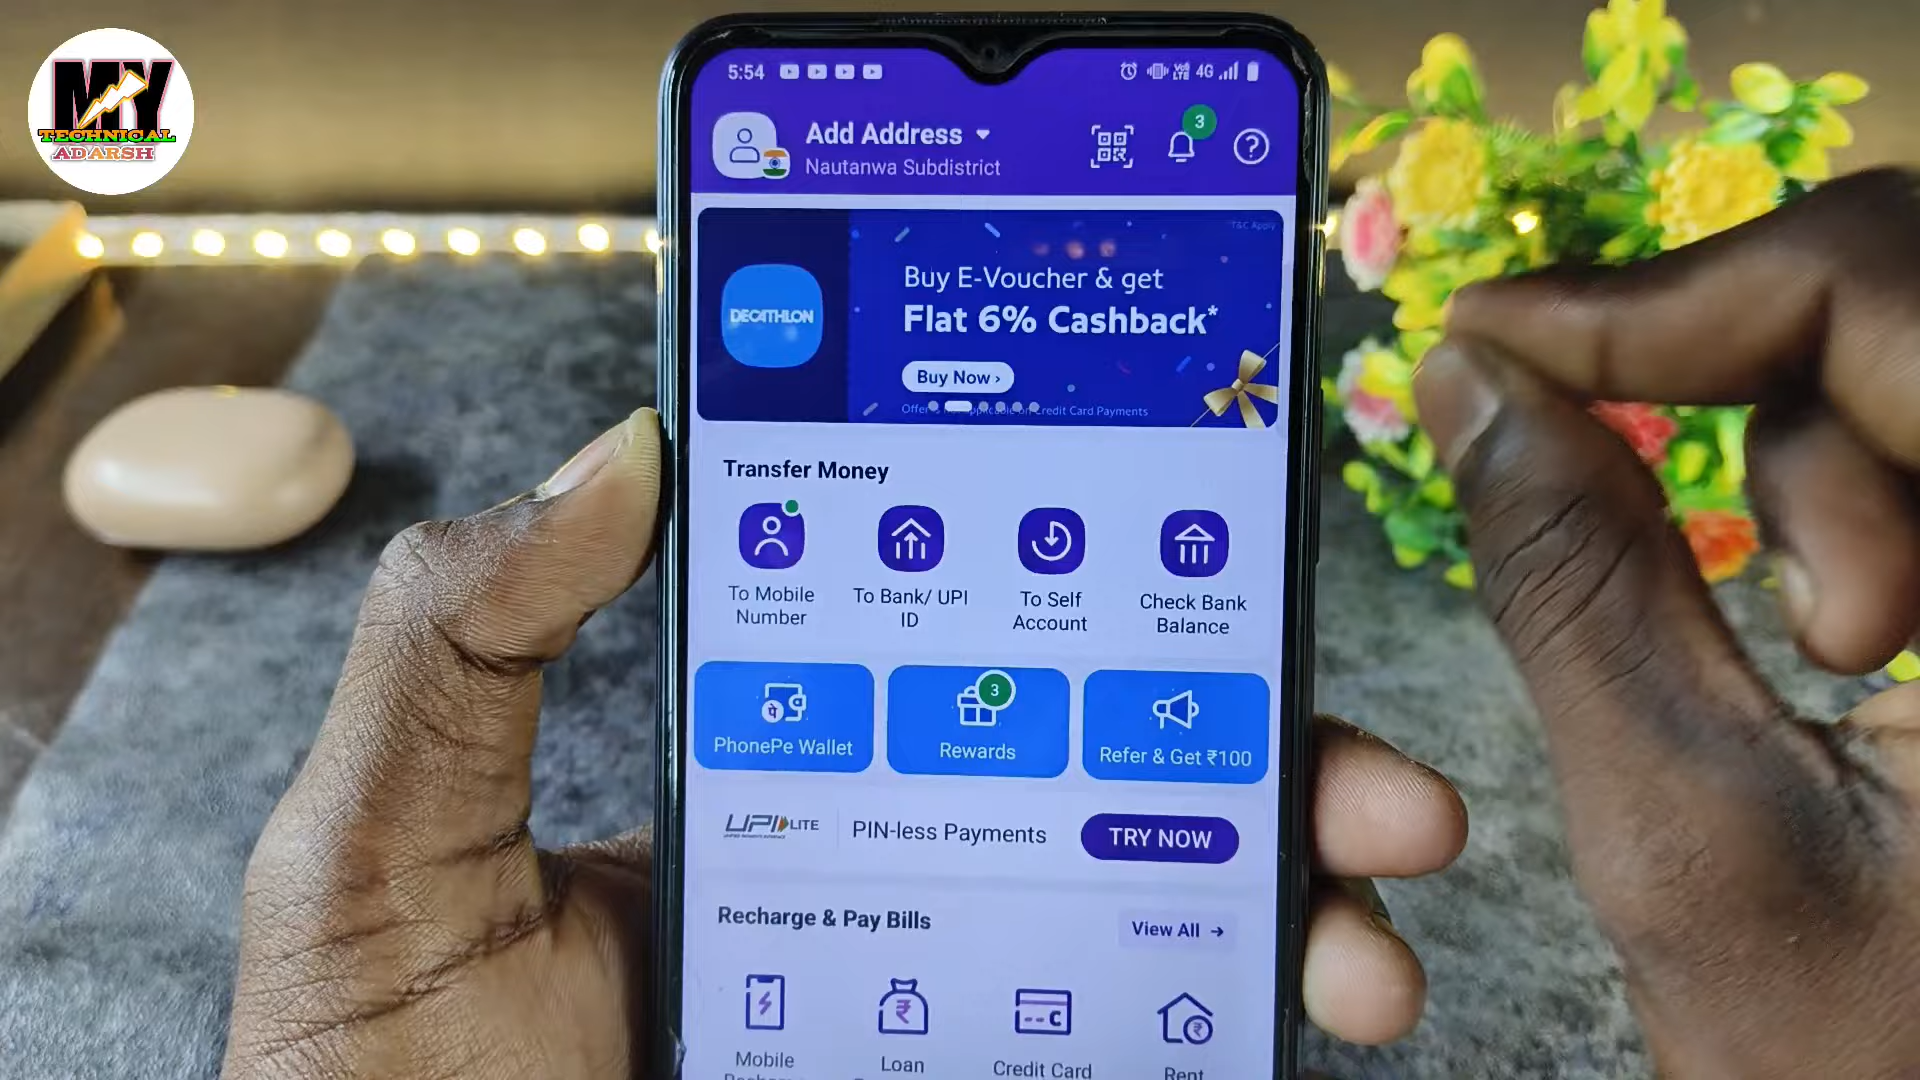 MY
TECHNICAL
ADARSH
5:54
4G
Add Address
Nautanwa Subdistrict
3
?
T&C Apply
DECATHLON
Buy E-Voucher & get
Flat 6% Cashback*
Buy Now ›
Credit Card Payments
Transfer Money
To Mobile
Number
To Bank/ UPI
ID
To Self
Account
Check Bank
Balance
पे
PhonePe Wallet
3
Rewards
Refer & Get ₹100
UPI LITE
PIN-less Payments
TRY NOW
Recharge & Pay Bills
View All →
Mobile
Loan
Credit Card
Rent